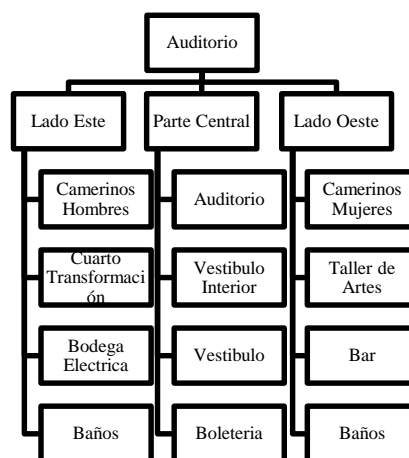 Auditorio
Lado Este
Parte Central
Lado Oeste
Camerinos
Hombres
Auditorio
Camerinos
Mujeres
Cuarto
Transformaci
ón
Vestibulo
Interior
Taller de
Artes
Bodega
Electrica
Vestibulo
Bar
Baños
Boleteria
Baños